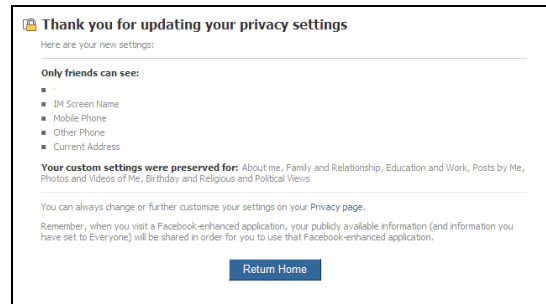 Thank you for updating your privacy settings
Here are your new settings:
Only friends can see:
IM Screen Name
Mobile Phone
Other Phone
Current Address
Your custom settings were preserved for: About me, Family and Relationship, Education and Work, Posts by Me,
Photos and Videos of Me, Birthday and Religious and Political Views
You can always change or further customize your settings on your Privacy page.
Remember, when you visit a Facebook-enhanced application, your publicly available information (and information you
have set to Everyone) will be shared in order for you to use that Facebook-enhanced application.
Return Home